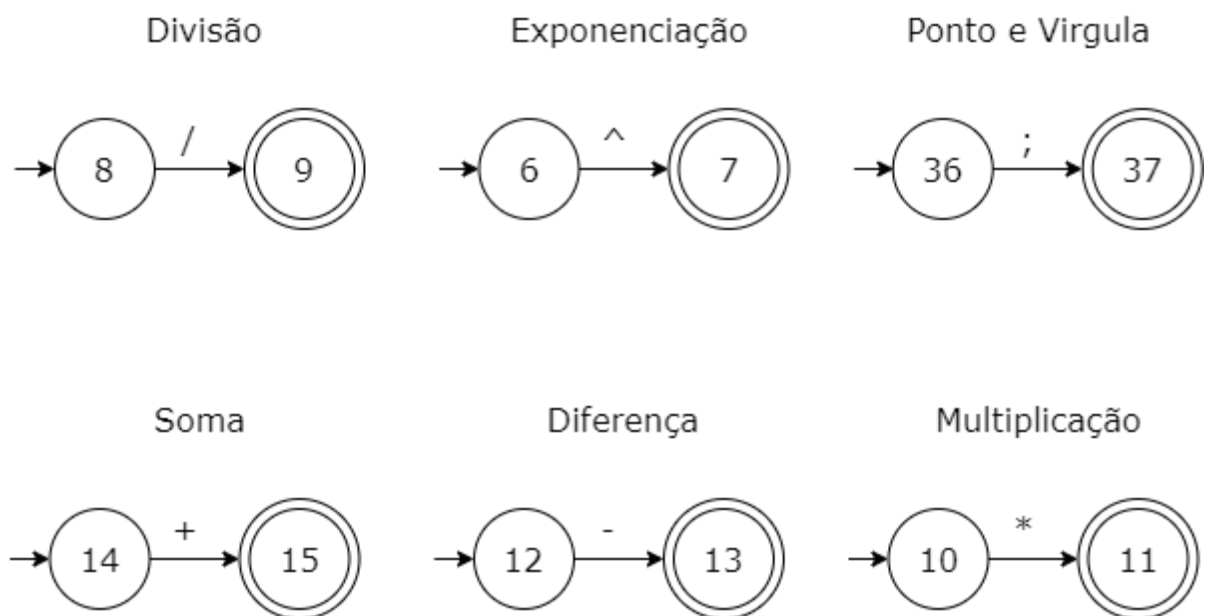 Divisão Exponenciação Ponto e Virgula
/ ^ ;
8 9 6 7 36 37
Soma Diferença Multiplicação
+ - *
14 15 12 13 10 11